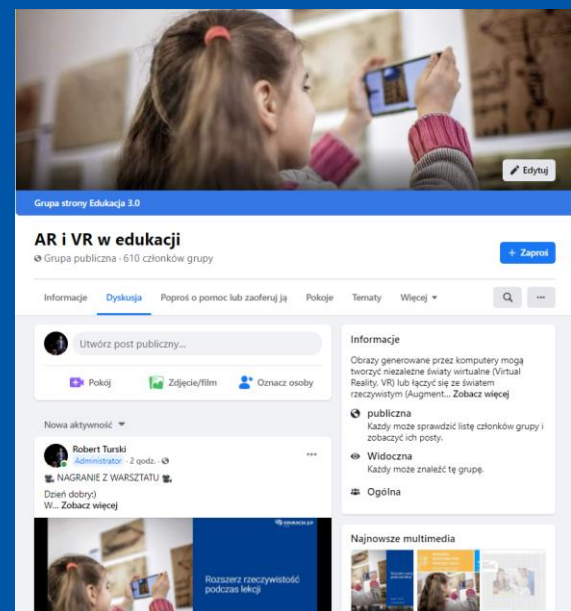 Edytuj
Grupa strony Edukacja 3.0
AR i VR w edukacji
Grupa publiczna · 610 członków grupy
+ Zaproś
Informacje Dyskusja Poproś o pomoc lub zaoferuj ją Pokoje Tematy Więcej
Utwórz post publiczny...
Pokój Zdjęcie/film Oznacz osoby
Nowa aktywność
Robert Turski
Administrator · 2 godz. ·
NAGRANIE Z WARSZTATU
Dzień dobry:)
W... Zobacz więcej
EDUKACJA 3.0
Rozszerz rzeczywistość
podczas lekcji
Informacje
Obrazy generowane przez komputery mogą
tworzyć niezależne światy wirtualne (Virtual
Reality, VR) lub łączyć się ze światem
rzeczywistym (Augment... Zobacz więcej
publiczna
Każdy może sprawdzić listę członków grupy i
zobaczyć ich posty.
Widoczna
Każdy może znaleźć tę grupę.
Ogólna
Najnowsze multimedia